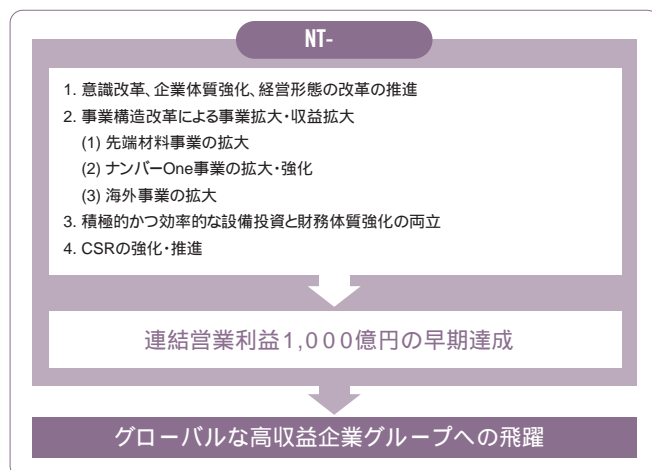 NT-
1. 意識改革、企業体質強化、経営形態の改革の推進
2. 事業構造改革による事業拡大・収益拡大
(1) 先端材料事業の拡大
(2) ナンバーOne事業の拡大・強化
(3) 海外事業の拡大
3. 積極的かつ効率的な設備投資と財務体質強化の両立
4. CSRの強化・推進
連結営業利益1,000億円の早期達成
グローバルな高収益企業グループへの飛躍